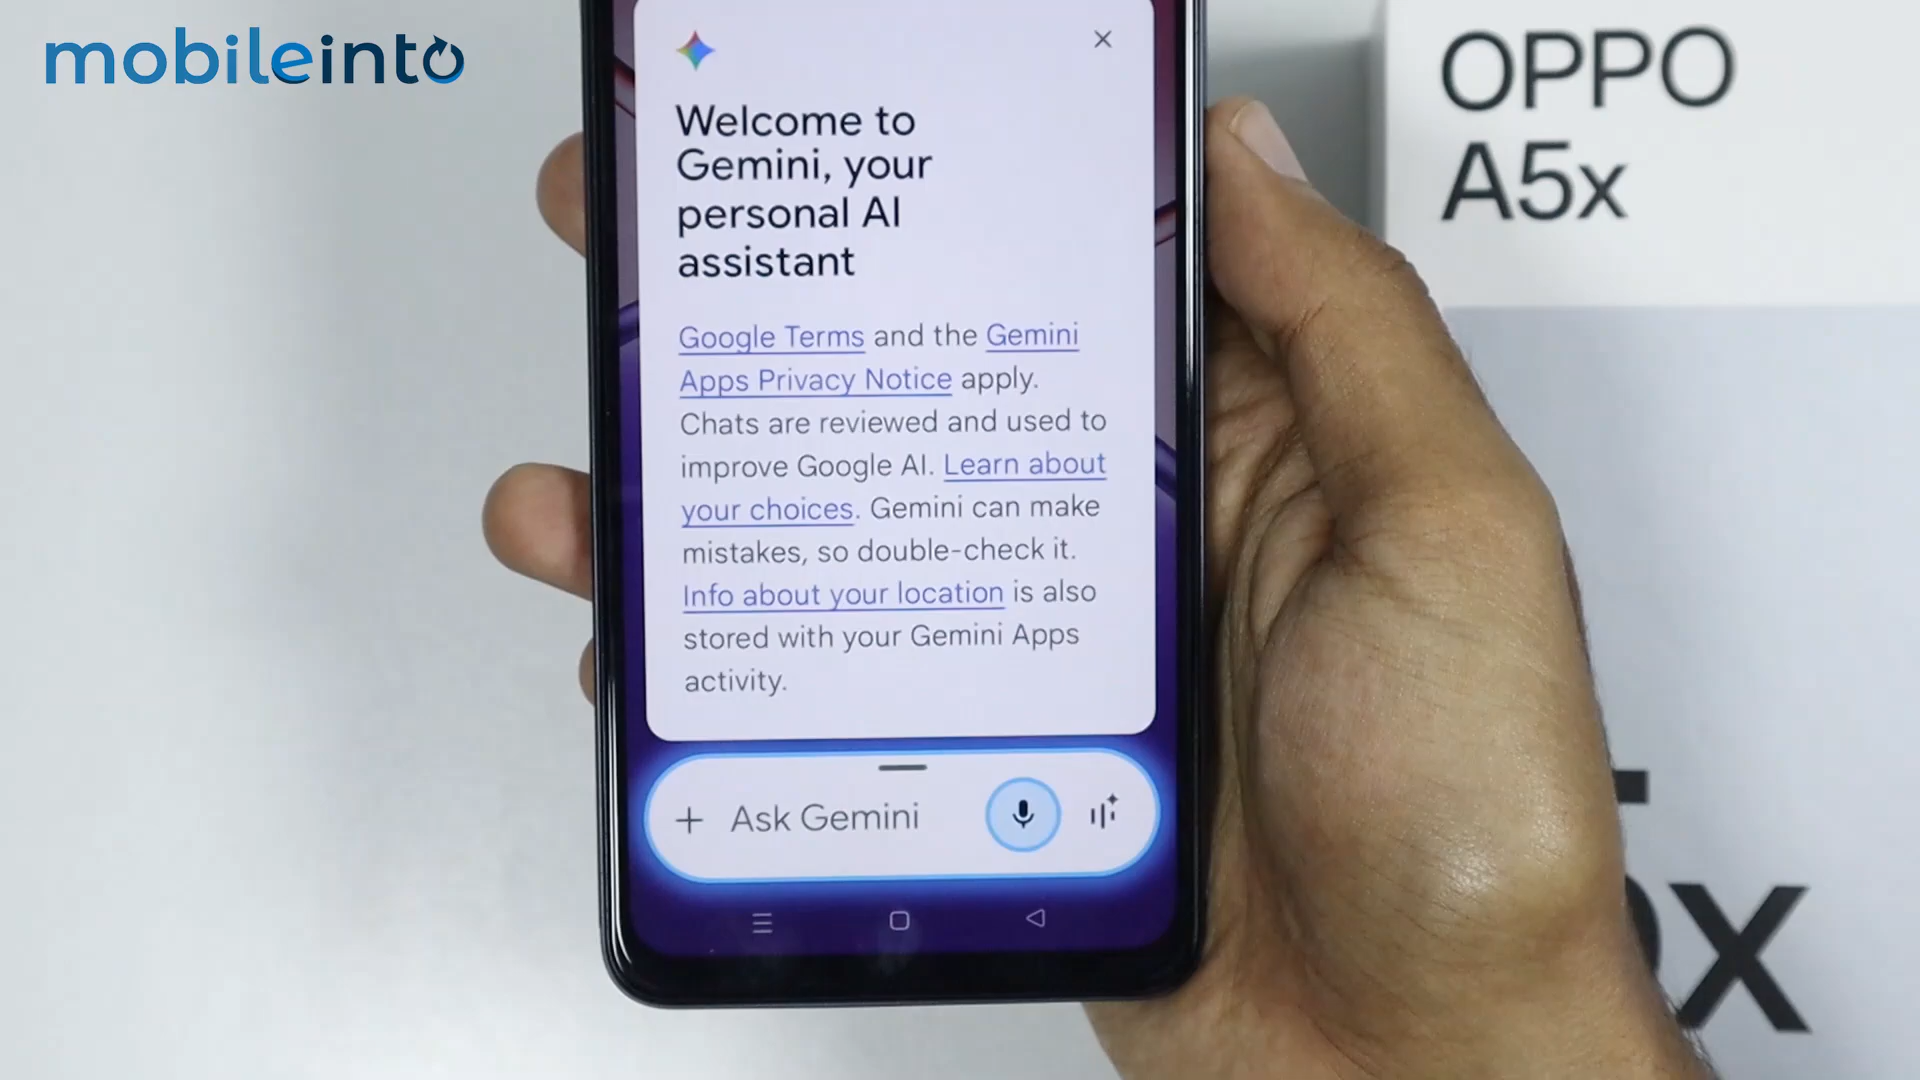 mobileinto
OPPO
A5x
Welcome to
Gemini, your
personal AI
assistant
Google Terms and the Gemini
Apps Privacy Notice apply.
Chats are reviewed and used to
improve Google AI. Learn about
your choices. Gemini can make
mistakes, so double-check it.
Info about your location is also
stored with your Gemini Apps
activity.
Ask Gemini